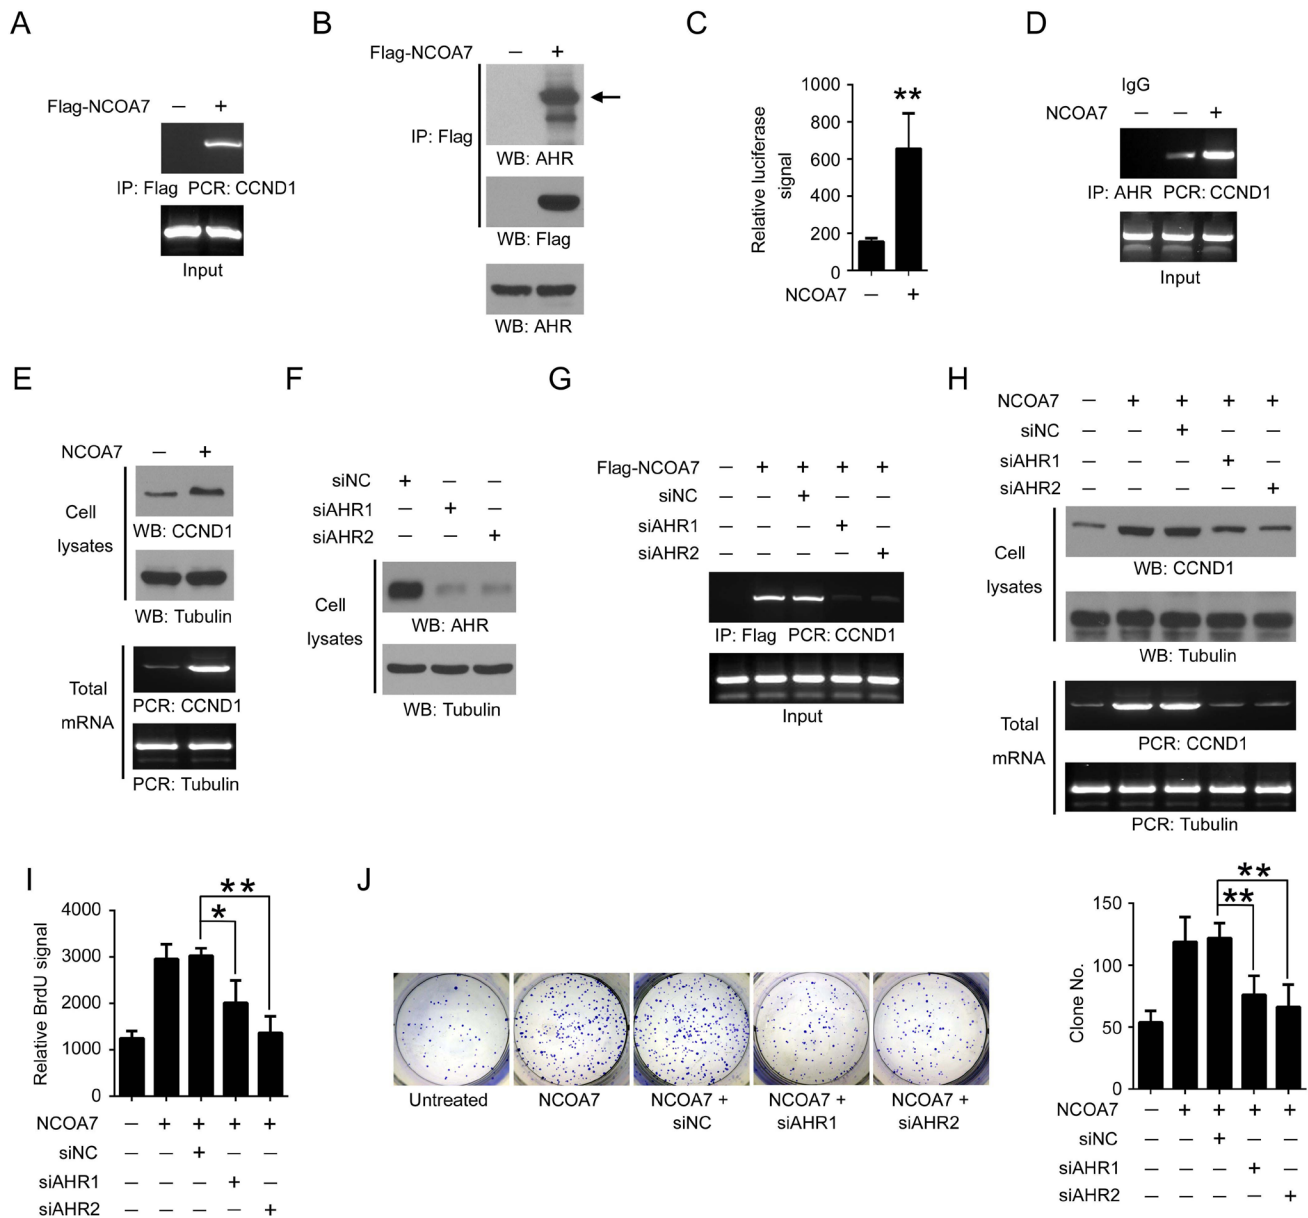 A
Flag-NCOA7 – +
IP: Flag PCR: CCND1
Input
B
Flag-NCOA7 – +
IP: Flag
WB: AHR
WB: Flag
WB: AHR
C
Relative luciferase
signal
1000
800
600
400
200
0
**
NCOA7 – +
D
IgG
NCOA7 – – +
IP: AHR PCR: CCND1
Input
E
NCOA7 – +
Cell
lysates
WB: CCND1
WB: Tubulin
Total
mRNA
PCR: CCND1
PCR: Tubulin
F
siNC + – –
siAHR1 – + –
siAHR2 – – +
Cell
lysates
WB: AHR
WB: Tubulin
G
Flag-NCOA7 – + + + +
siNC – – + – –
siAHR1 – – – + –
siAHR2 – – – – +
IP: Flag PCR: CCND1
Input
H
NCOA7 – + + + +
siNC – – + – –
siAHR1 – – – + –
siAHR2 – – – – +
Cell
lysates
WB: CCND1
WB: Tubulin
Total
mRNA
PCR: CCND1
PCR: Tubulin
I
Relative BrdU signal
4000
3000
2000
1000
0
**
*
NCOA7 – + + + +
siNC – – + – –
siAHR1 – – – + –
siAHR2 – – – – +
J
Untreated
NCOA7
NCOA7 +
siNC
NCOA7 +
siAHR1
NCOA7 +
siAHR2
Clone No.
150
100
50
0
**
**
NCOA7 – + + + +
siNC – – + – –
siAHR1 – – – + –
siAHR2 – – – – +